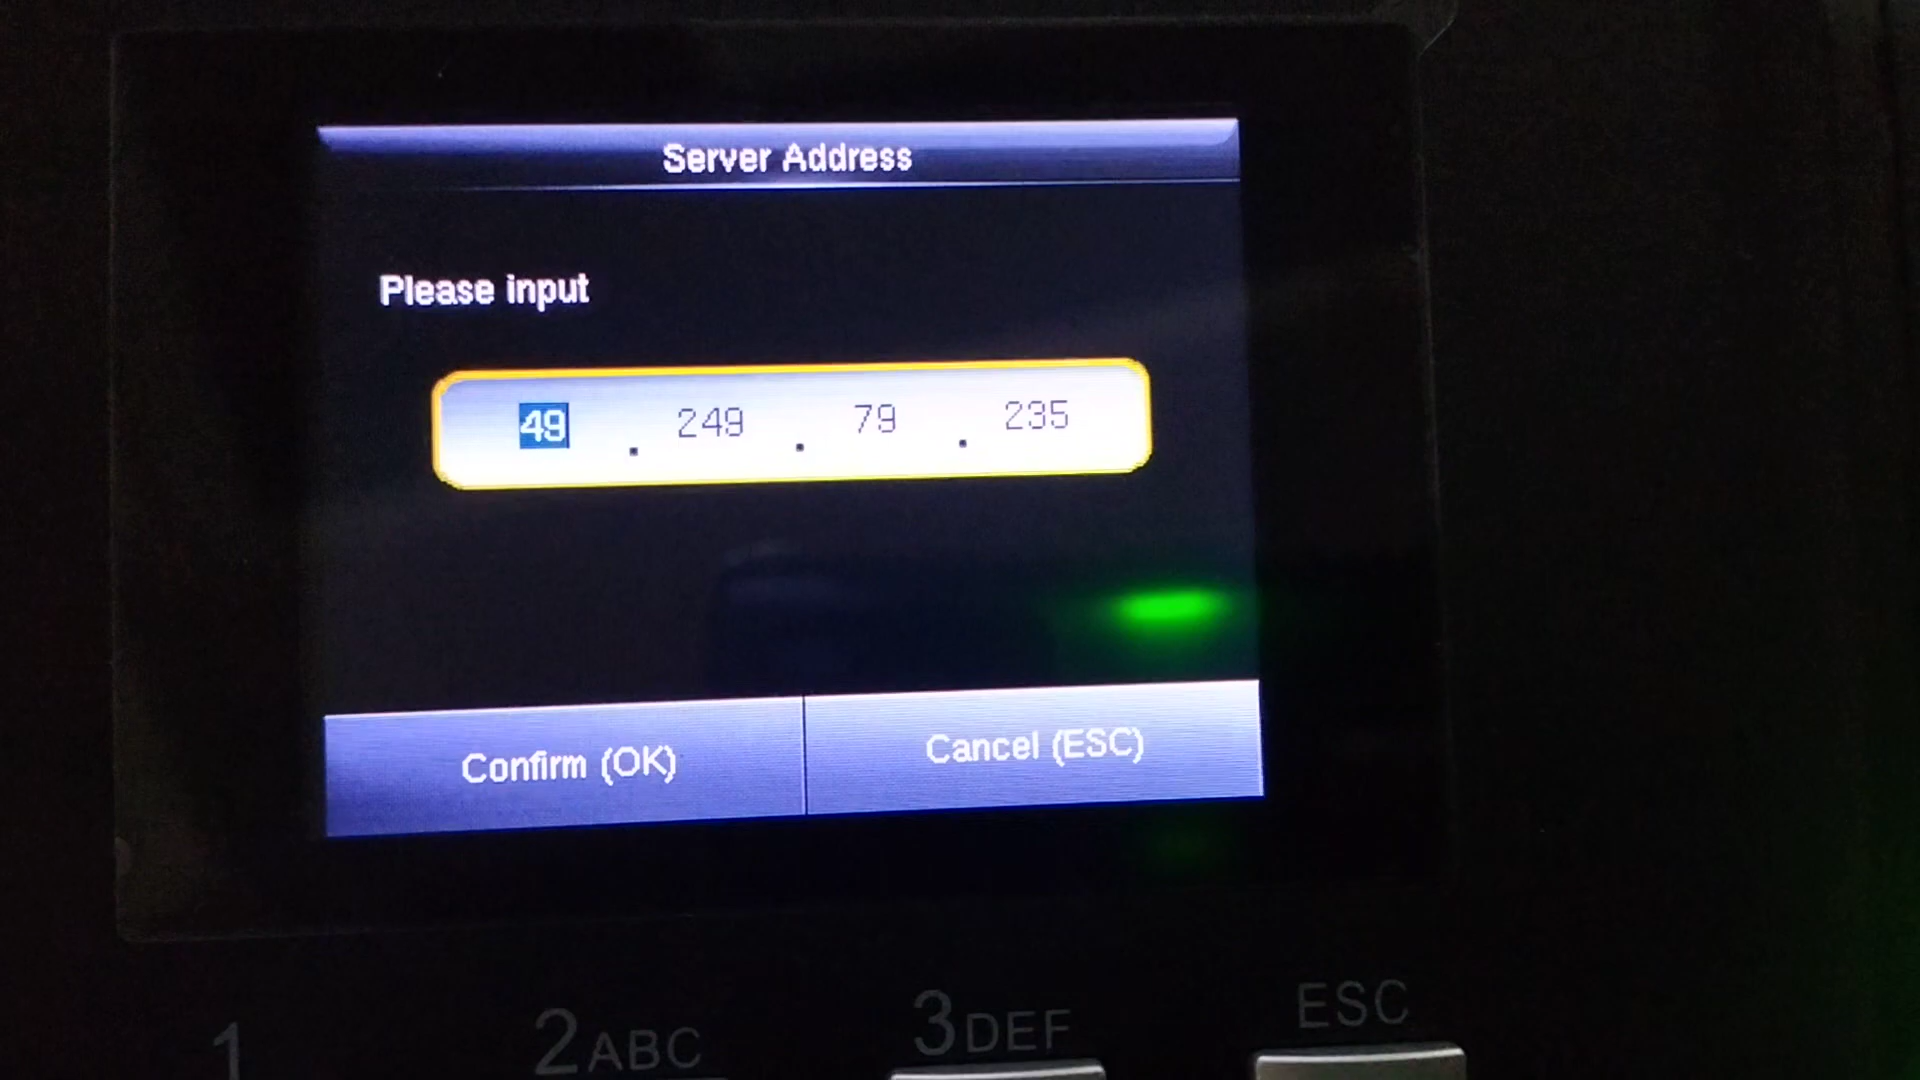 Server Address
Please input
49 . 249 . 79 . 235
Confirm (OK) Cancel (ESC)
1 2ABC 3DEF ESC